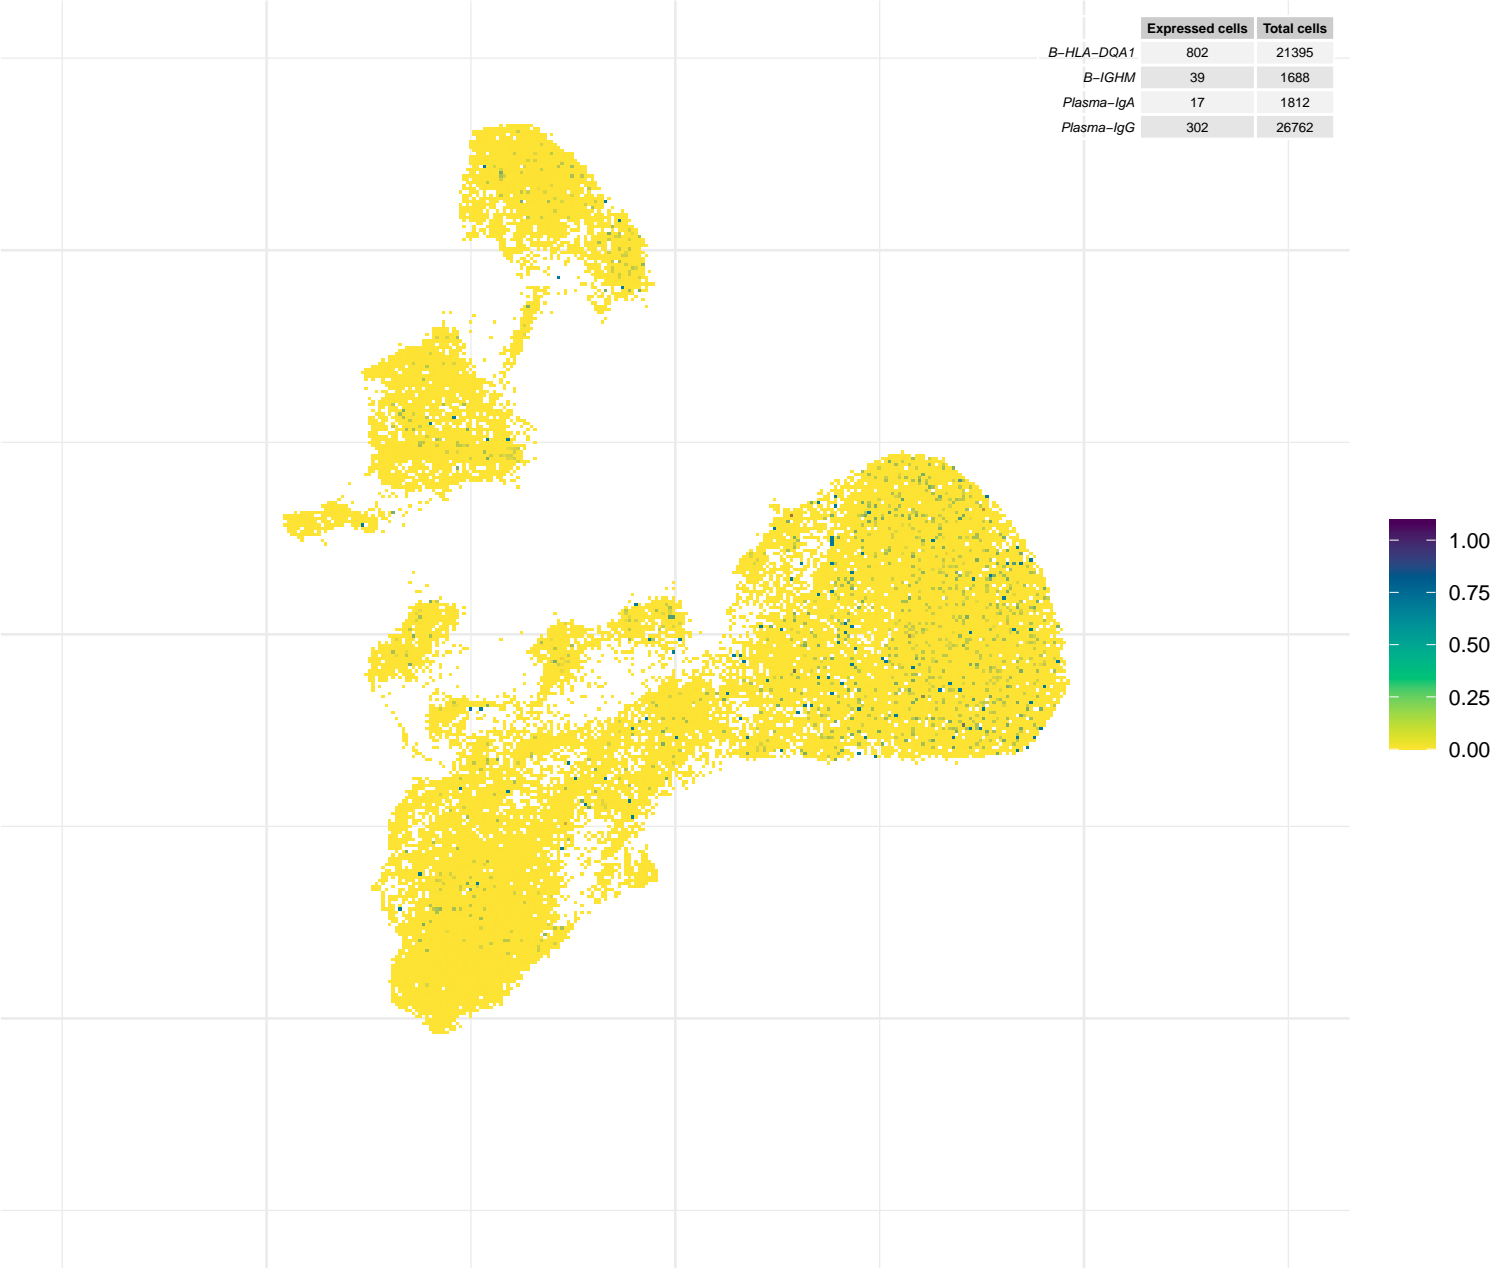 Expressed cells Total cells
B−HLA−DQA1 802 21395
B−IGHM 39 1688
Plasma−IgA 17 1812
Plasma−IgG 302 26762
1.00
0.75
0.50
0.25
0.00